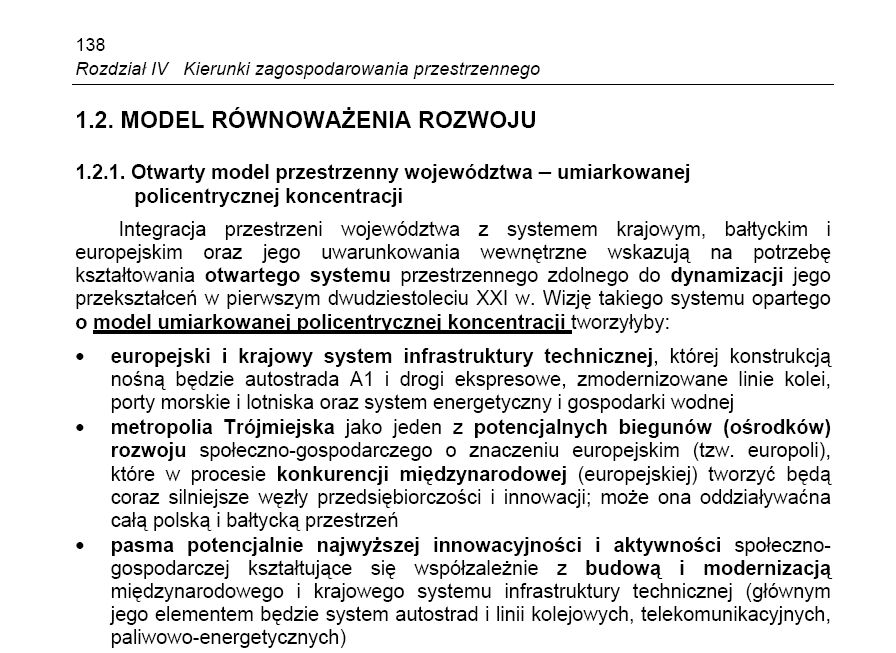 138
Rozdział IV Kierunki zagospodarowania przestrzennego
1.2. MODEL RÓWNOWAŻENIA ROZWOJU
1.2.1. Otwarty model przestrzenny województwa – umiarkowanej
policentrycznej koncentracji
Integracja przestrzeni województwa z systemem krajowym, bałtyckim i
europejskim oraz jego uwarunkowania wewnętrzne wskazują na potrzebę
kształtowania otwartego systemu przestrzennego zdolnego do dynamizacji jego
przekształceń w pierwszym dwudziestoleciu XXI w. Wizję takiego systemu opartego
o model umiarkowanej policentrycznej koncentracji tworzyłyby:
• europejski i krajowy system infrastruktury technicznej, której konstrukcją
nośną będzie autostrada A1 i drogi ekspresowe, zmodernizowane linie kolei,
porty morskie i lotniska oraz system energetyczny i gospodarki wodnej
• metropolia Trójmiejska jako jeden z potencjalnych biegunów (ośrodków)
rozwoju społeczno-gospodarczego o znaczeniu europejskim (tzw. europoli),
które w procesie konkurencji międzynarodowej (europejskiej) tworzyć będą
coraz silniejsze węzły przedsiębiorczości i innowacji; może ona oddziaływaćna
całą polską i bałtycką przestrzeń
• pasma potencjalnie najwyższej innowacyjności i aktywności społeczno-
gospodarczej kształtujące się współzależnie z budową i modernizacją
międzynarodowego i krajowego systemu infrastruktury technicznej (głównym
jego elementem będzie system autostrad i linii kolejowych, telekomunikacyjnych,
paliwowo-energetycznych)